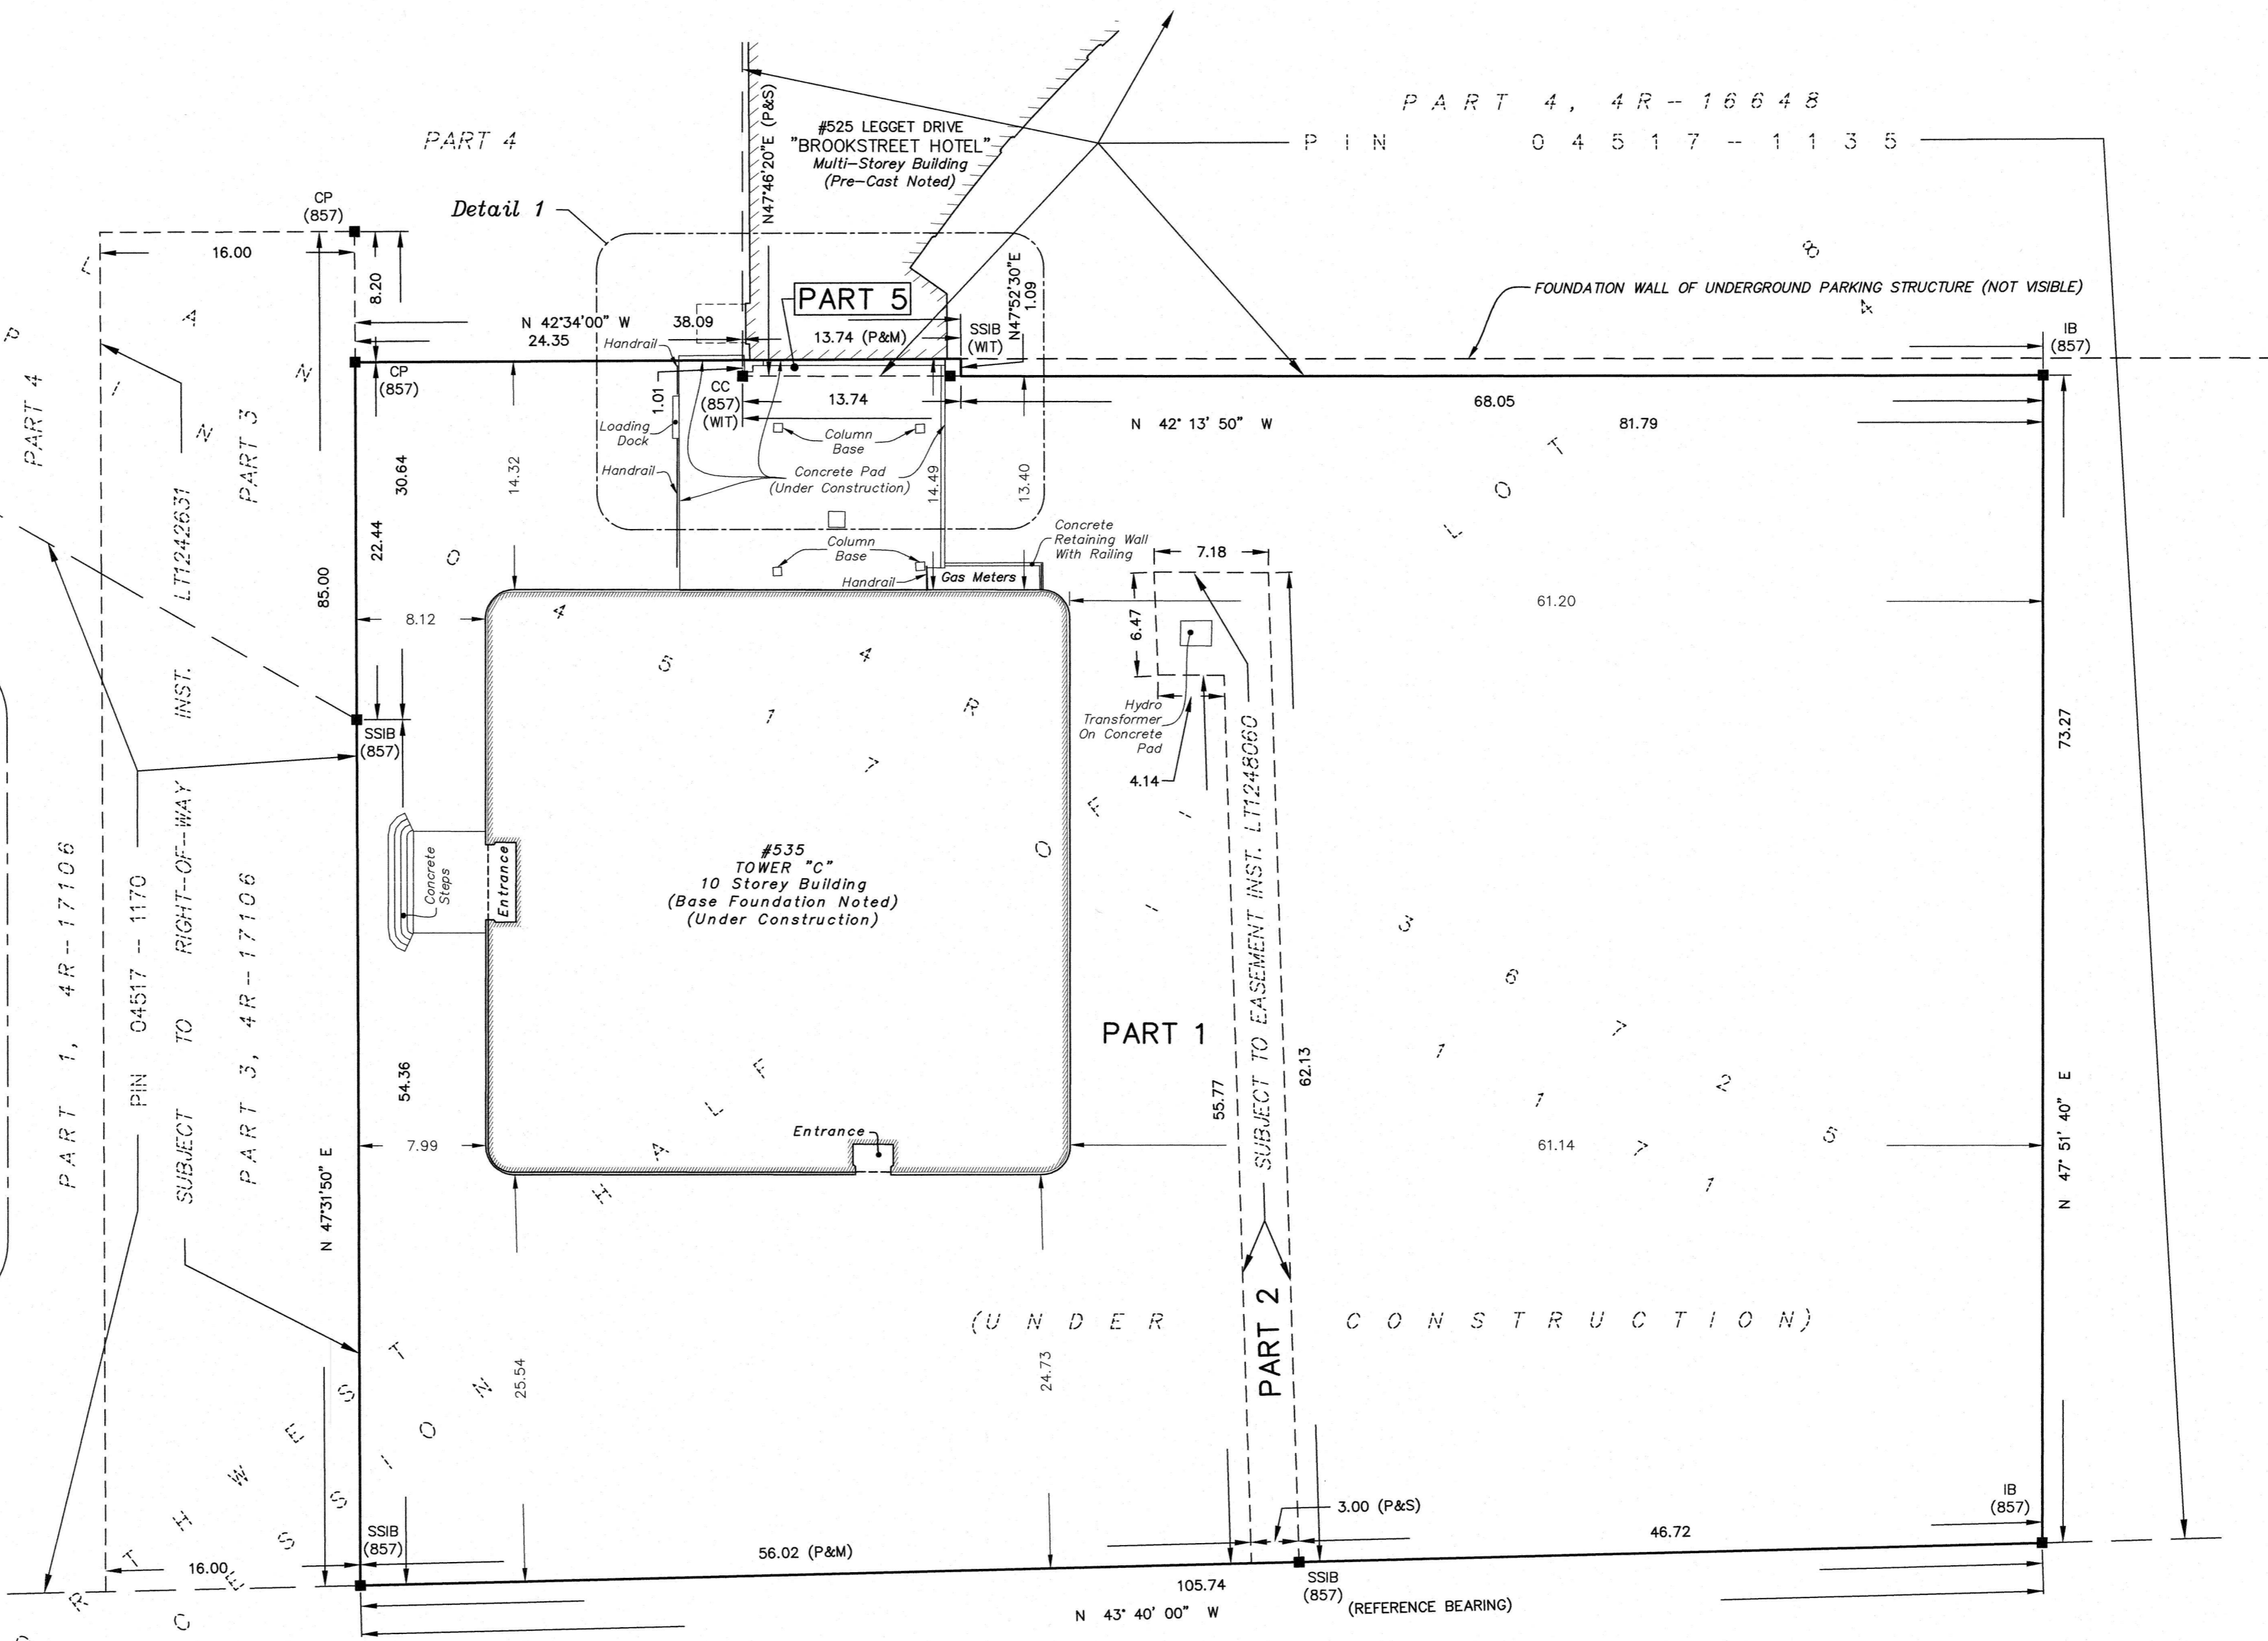 PART 4, 4R-16648
PIN 04517-1135
PART 4
#525 LEGGET DRIVE
"BROOKSTREET HOTEL"
Multi-Storey Building
(Pre-Cast Noted)
N47°46'20"E (P&S)
Detail 1
CP
(857)
16.00
8.20
PART 5
N47°52'30"E
1.09
FOUNDATION WALL OF UNDERGROUND PARKING STRUCTURE (NOT VISIBLE)
N 42°34'00" W
38.09
24.35
Handrail
13.74 (P&M)
SSIB
(WIT)
IB
(857)
CP
(857)
1.01
CC
(857)
(WIT)
13.74
68.05
N 42° 13' 50" W
81.79
Loading
Dock
Column
Base
Handrail
Concrete Pad
(Under Construction)
14.32
14.49
13.40
30.64
22.44
85.00
PART 4
PART 3
INST. LT1242631
Column
Base
Handrail
Gas Meters
Concrete
Retaining Wall
With Railing
7.18
6.47
61.20
8.12
Hydro
Transformer
On Concrete
Pad
4.14
73.27
SSIB
(857)
Concrete
Steps
Entrance
#535
TOWER "C"
10 Storey Building
(Base Foundation Noted)
(Under Construction)
PART 1, 4R-17106
PIN 04517-1170
SUBJECT TO RIGHT-OF-WAY
PART 3, 4R-17106
54.36
PART 1
SUBJECT TO EASEMENT INST. LT1248060
55.77
62.13
7.99
Entrance
61.14
N 47°31'50" E
N 47° 51' 40" E
HALF OF
LOT 8
PART 2
(UNDER CONSTRUCTION)
25.54
24.73
3.00 (P&S)
IB
(857)
46.72
SSIB
(857)
16.00
56.02 (P&M)
105.74
SSIB
(857)
(REFERENCE BEARING)
N 43° 40' 00" W